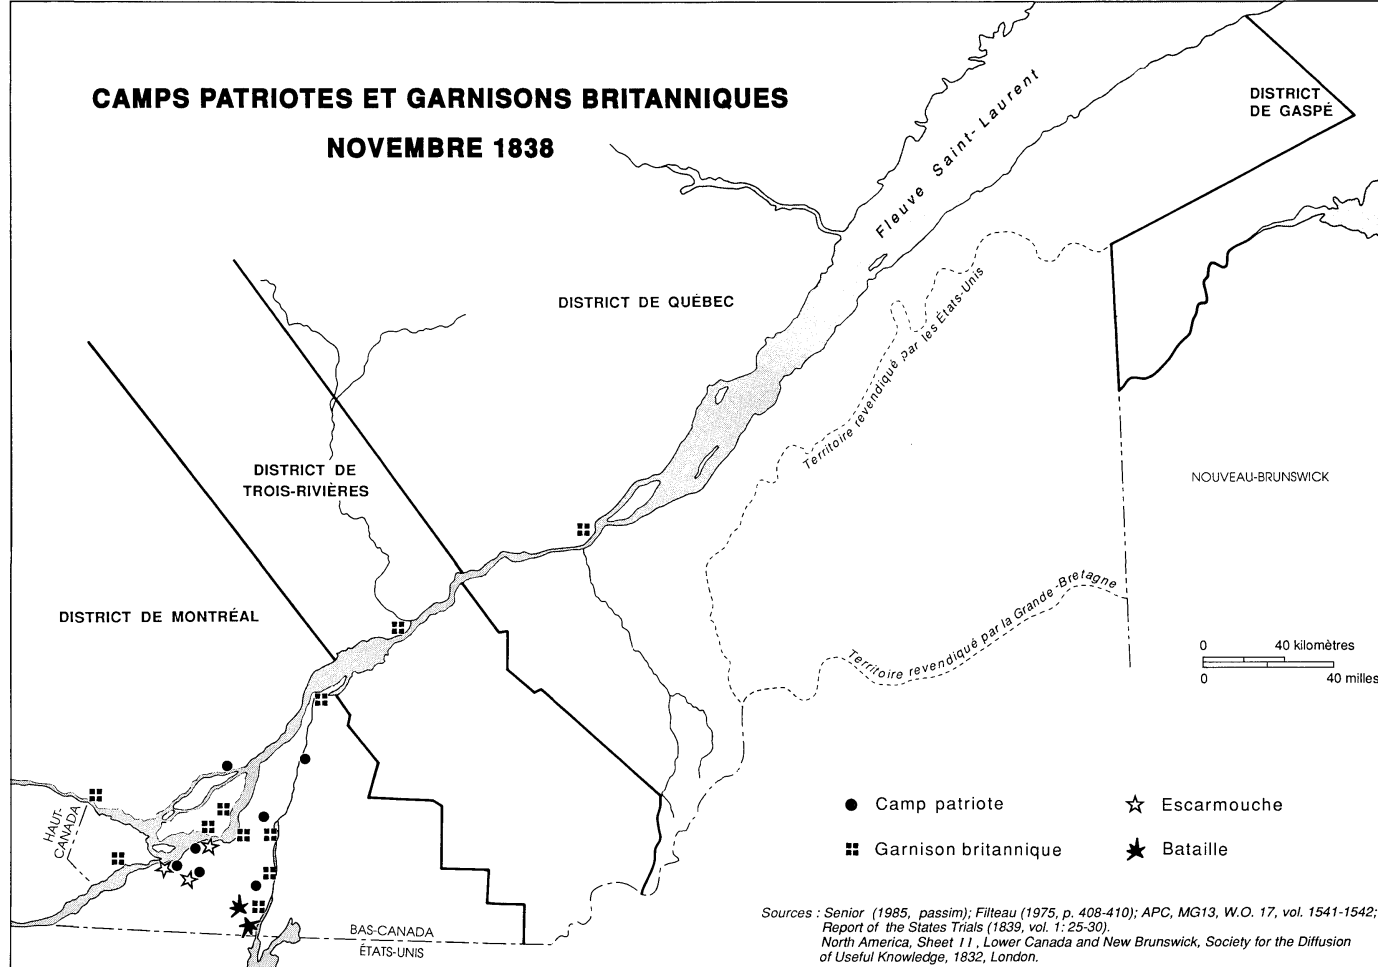 CAMPS PATRIOTES ET GARNISONS BRITANNIQUES
NOVEMBRE 1838
Fleuve Saint-Laurent
DISTRICT
DE GASPÉ
DISTRICT DE QUÉBEC
Territoire revendiqué par les États-Unis
DISTRICT DE
TROIS-RIVIÈRES
NOUVEAU-BRUNSWICK
DISTRICT DE MONTRÉAL
Territoire revendiqué par la Grande-Bretagne
0 40 kilomètres
0 40 milles
HAUT-
CANADA
Camp patriote
Escarmouche
Garnison britannique
Bataille
BAS-CANADA
ÉTATS-UNIS
Sources : Senior (1985, passim); Filteau (1975, p. 408-410); APC, MG13, W.O. 17, vol. 1541-1542;
Report of the States Trials (1839, vol. 1: 25-30).
North America, Sheet II, Lower Canada and New Brunswick, Society for the Diffusion
of Useful Knowledge, 1832, London.